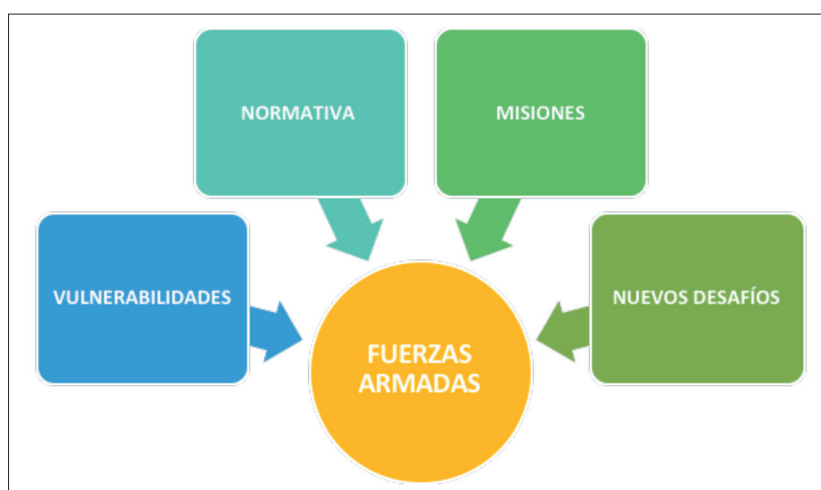 NORMATIVA
MISIONES
VULNERABILIDADES
NUEVOS DESAFÍOS
FUERZAS
ARMADAS